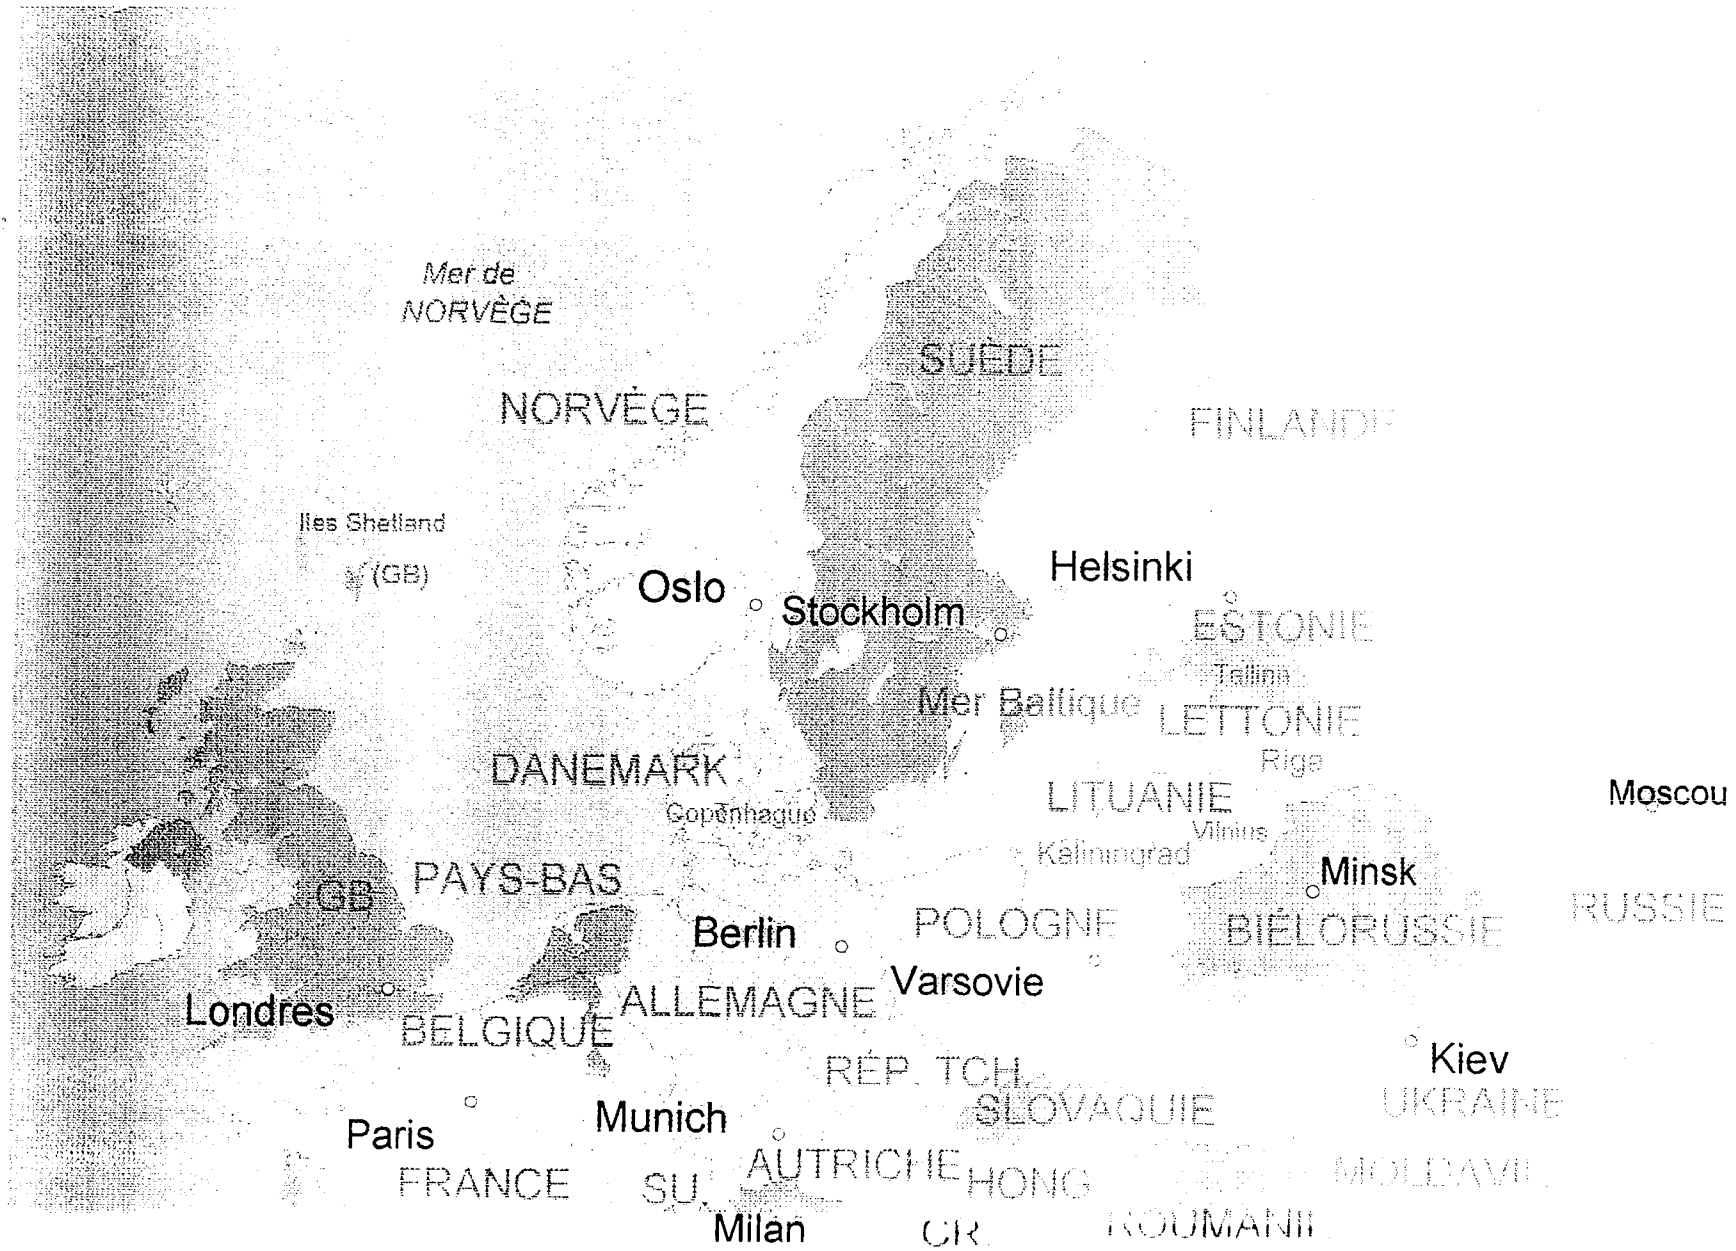 Mer de
NORVÈGE
SUÈDE
NORVÈGE
FINLANDE
Iles Shetland
(GB)
Helsinki
Oslo
Stockholm
ESTONIE
Tallinn
Mer Baltique
LETTONIE
Riga
DANEMARK
LITUANIE
Moscou
Copenhague
Vilnius
Kaliningrad
Minsk
PAYS-BAS
GB
RUSSIE
POLOGNE
BIÉLORUSSIE
Berlin
Varsovie
ALLEMAGNE
Londres
BELGIQUE
Kiev
RÉP. TCH.
SLOVAQUIE
UKRAINE
Munich
Paris
AUTRICHE
FRANCE
SU.
HONG
MOLDAVIE
Milan
CR.
ROUMANIE